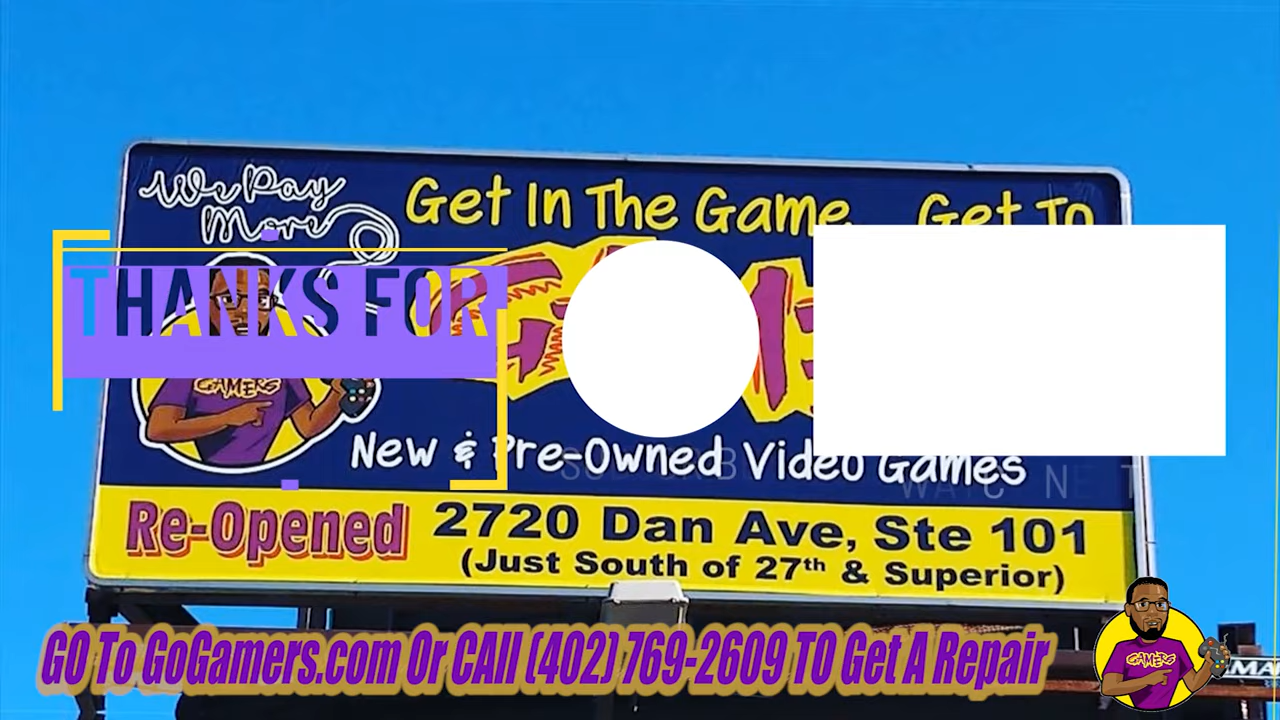 We Pay
More
Get In The Game, Get To
THANKS FOR
GAMERS
New & Pre-Owned Video Games
Re-Opened
2720 Dan Ave, Ste 101
(Just South of 27th & Superior)
GO To GoGamers.com Or CAll (402) 769-2609 TO Get A Repair
GAMERS